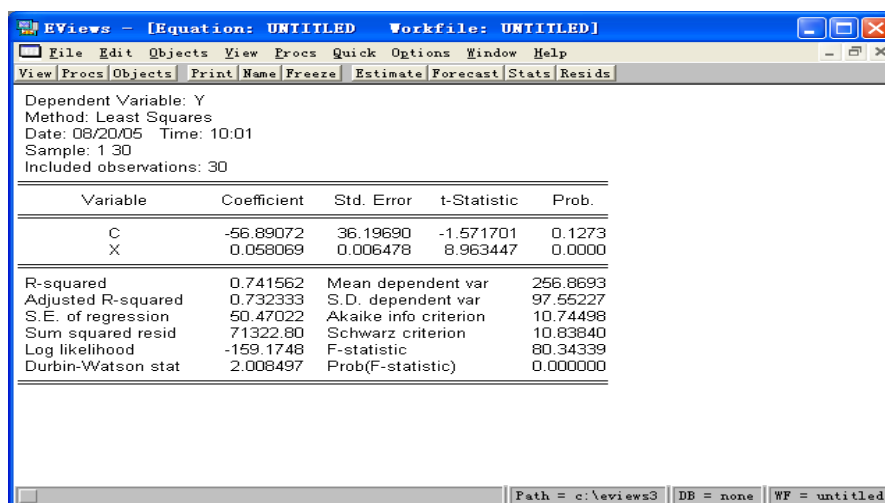 EViews - [Equation: UNTITLED Workfile: UNTITLED]
File Edit Objects View Procs Quick Options Window Help
View Procs Objects Print Name Freeze Estimate Forecast Stats Resids
Dependent Variable: Y
Method: Least Squares
Date: 08/20/05 Time: 10:01
Sample: 1 30
Included observations: 30
Variable Coefficient Std. Error t-Statistic Prob.
C -56.89072 36.19690 -1.571701 0.1273
X 0.058069 0.006478 8.963447 0.0000
R-squared 0.741562 Mean dependent var 256.8693
Adjusted R-squared 0.732333 S.D. dependent var 97.55227
S.E. of regression 50.47022 Akaike info criterion 10.74498
Sum squared resid 71322.80 Schwarz criterion 10.83840
Log likelihood -159.1748 F-statistic 80.34339
Durbin-Watson stat 2.008497 Prob(F-statistic) 0.000000
Path = c:\eviews3 DB = none WF = untitled